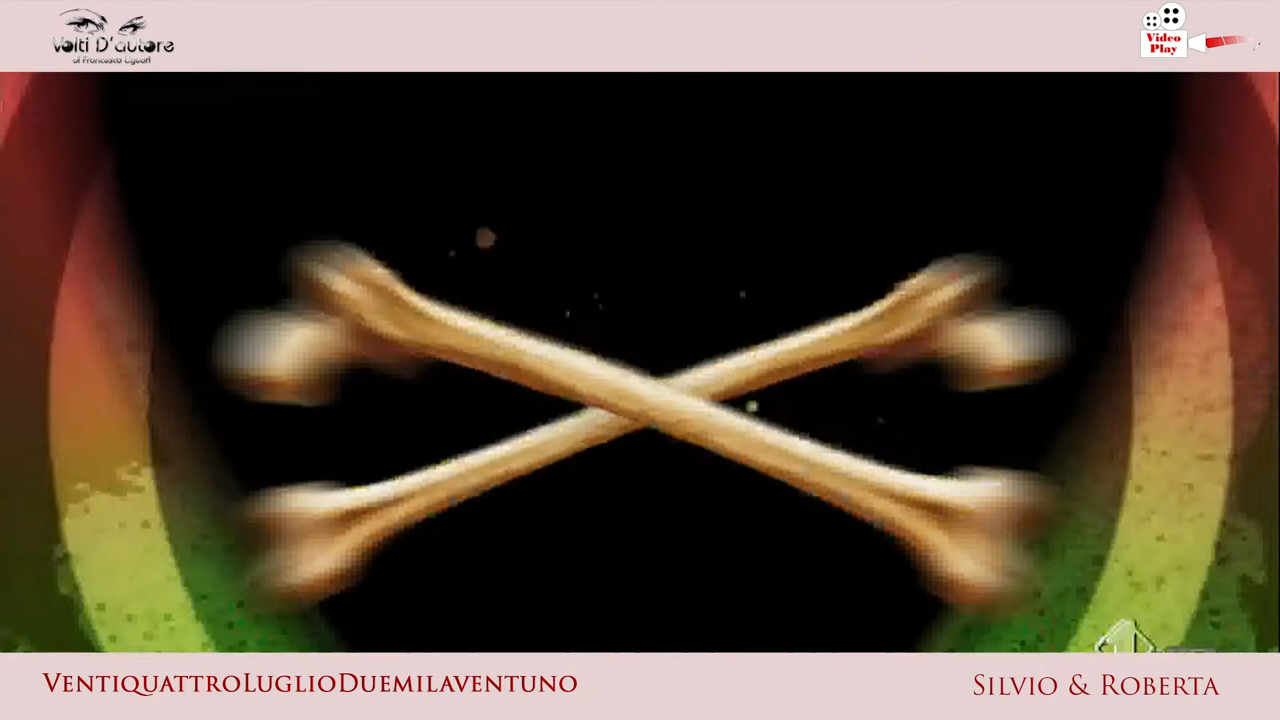 Volti D'autore
di Francesco Liguori
Video
Play
VENTIQUATTROLUGLIODUEMILAVENTUNO
SILVIO & ROBERTA